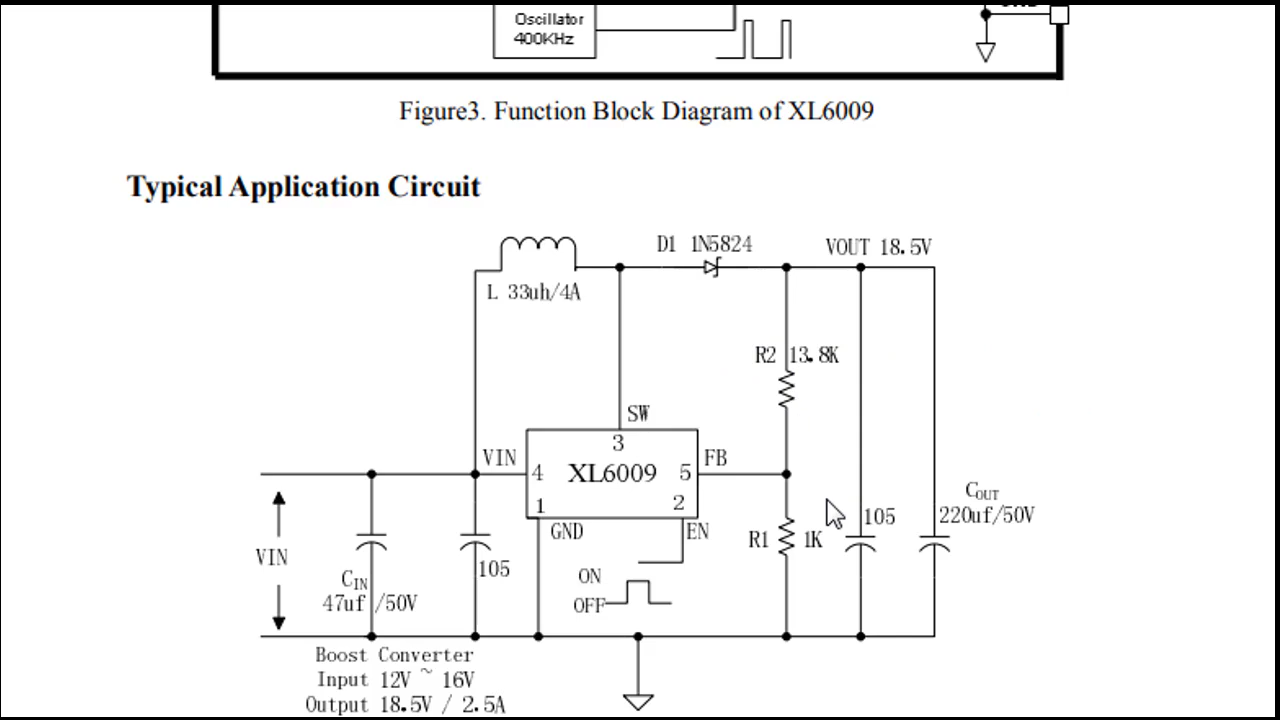 Oscillator
400KHz
Figure3. Function Block Diagram of XL6009
Typical Application Circuit
D1 1N5824
VOUT 18.5V
L 33uh/4A
R2 13.8K
SW
3
VIN
4
XL6009
5
FB
1
2
GND
EN
R1 1K
105
COUT
220uf/50V
VIN
CIN
47uf/50V
105
ON
OFF
Boost Converter
Input 12V ~ 16V
Output 18.5V / 2.5A